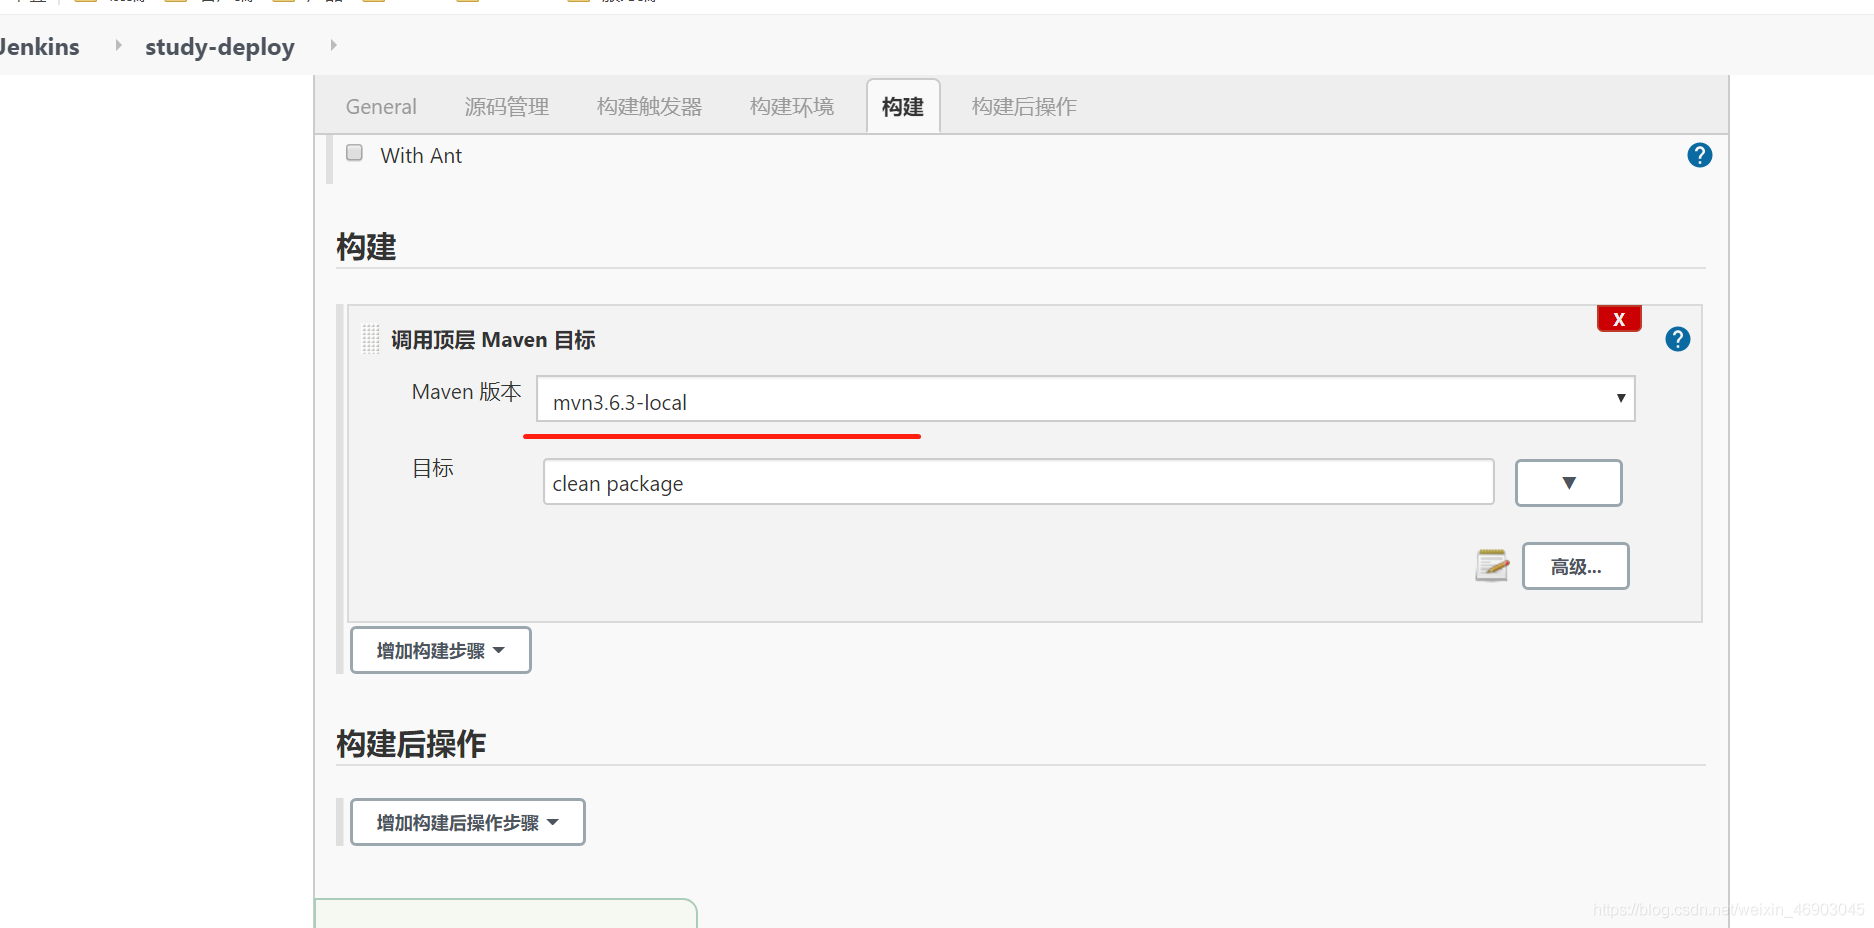 Jenkins study-deploy
General 源码管理 构建触发器 构建环境 构建 构建后操作
With Ant
?
构建
X
调用顶层 Maven 目标
?
Maven 版本 mvn3.6.3-local
目标 clean package
高级...
增加构建步骤
构建后操作
增加构建后操作步骤
https://blog.csdn.net/weixin_46903045